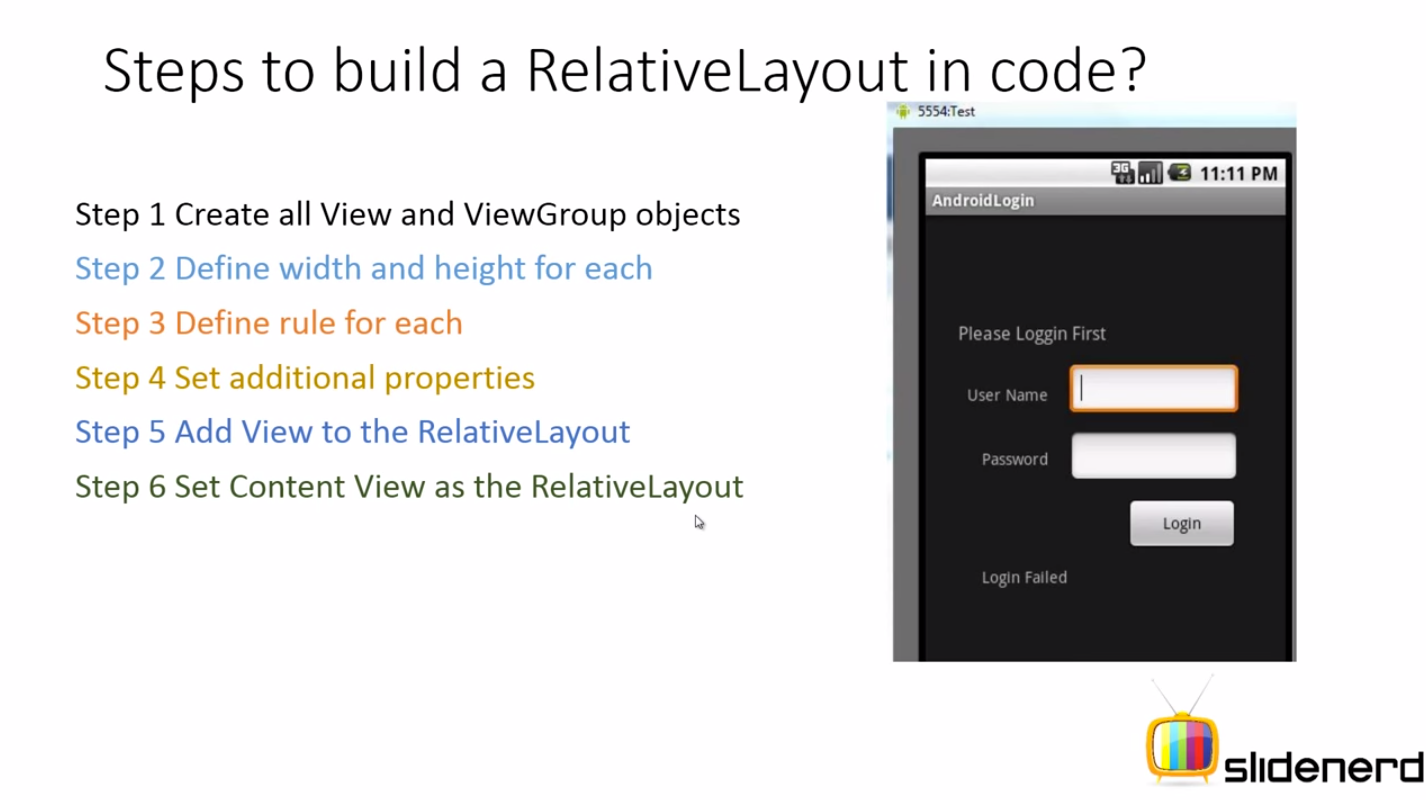 Steps to build a RelativeLayout in code?
5554:Test
3G
11:11 PM
AndroidLogin
Step 1 Create all View and ViewGroup objects
Step 2 Define width and height for each
Step 3 Define rule for each
Step 4 Set additional properties
Step 5 Add View to the RelativeLayout
Step 6 Set Content View as the RelativeLayout
Please Loggin First
User Name
Password
Login
Login Failed
slidenerd